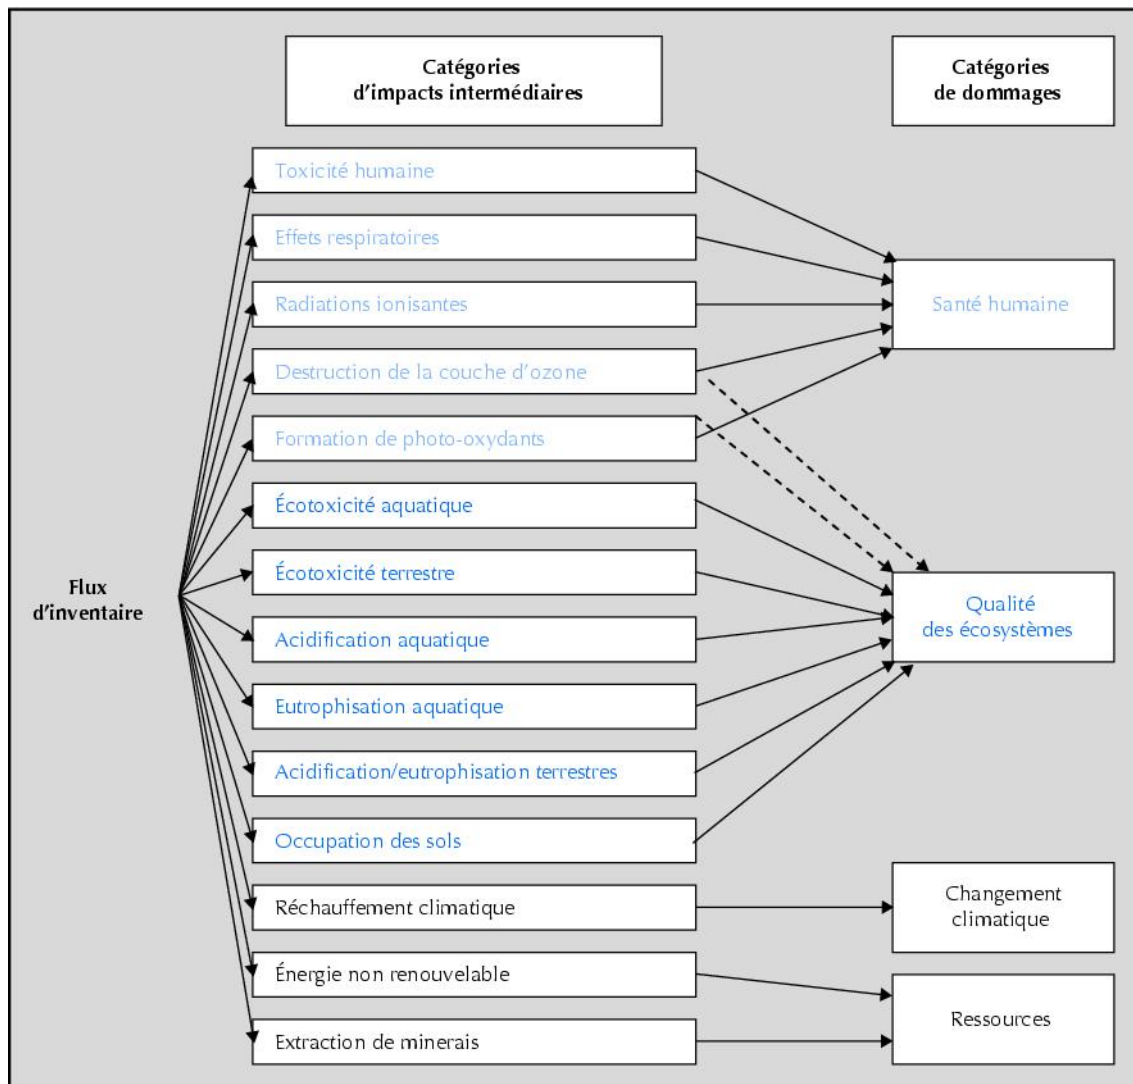 Catégories
d'impacts intermédiaires
Catégories
de dommages
Toxicité humaine
Effets respiratoires
Radiations ionisantes
Santé humaine
Destruction de la couche d'ozone
Formation de photo-oxydants
Écotoxicité aquatique
Écotoxicité terrestre
Flux
d'inventaire
Qualité
des écosystèmes
Acidification aquatique
Eutrophisation aquatique
Acidification/eutrophisation terrestres
Occupation des sols
Réchauffement climatique
Changement
climatique
Énergie non renouvelable
Ressources
Extraction de minerais